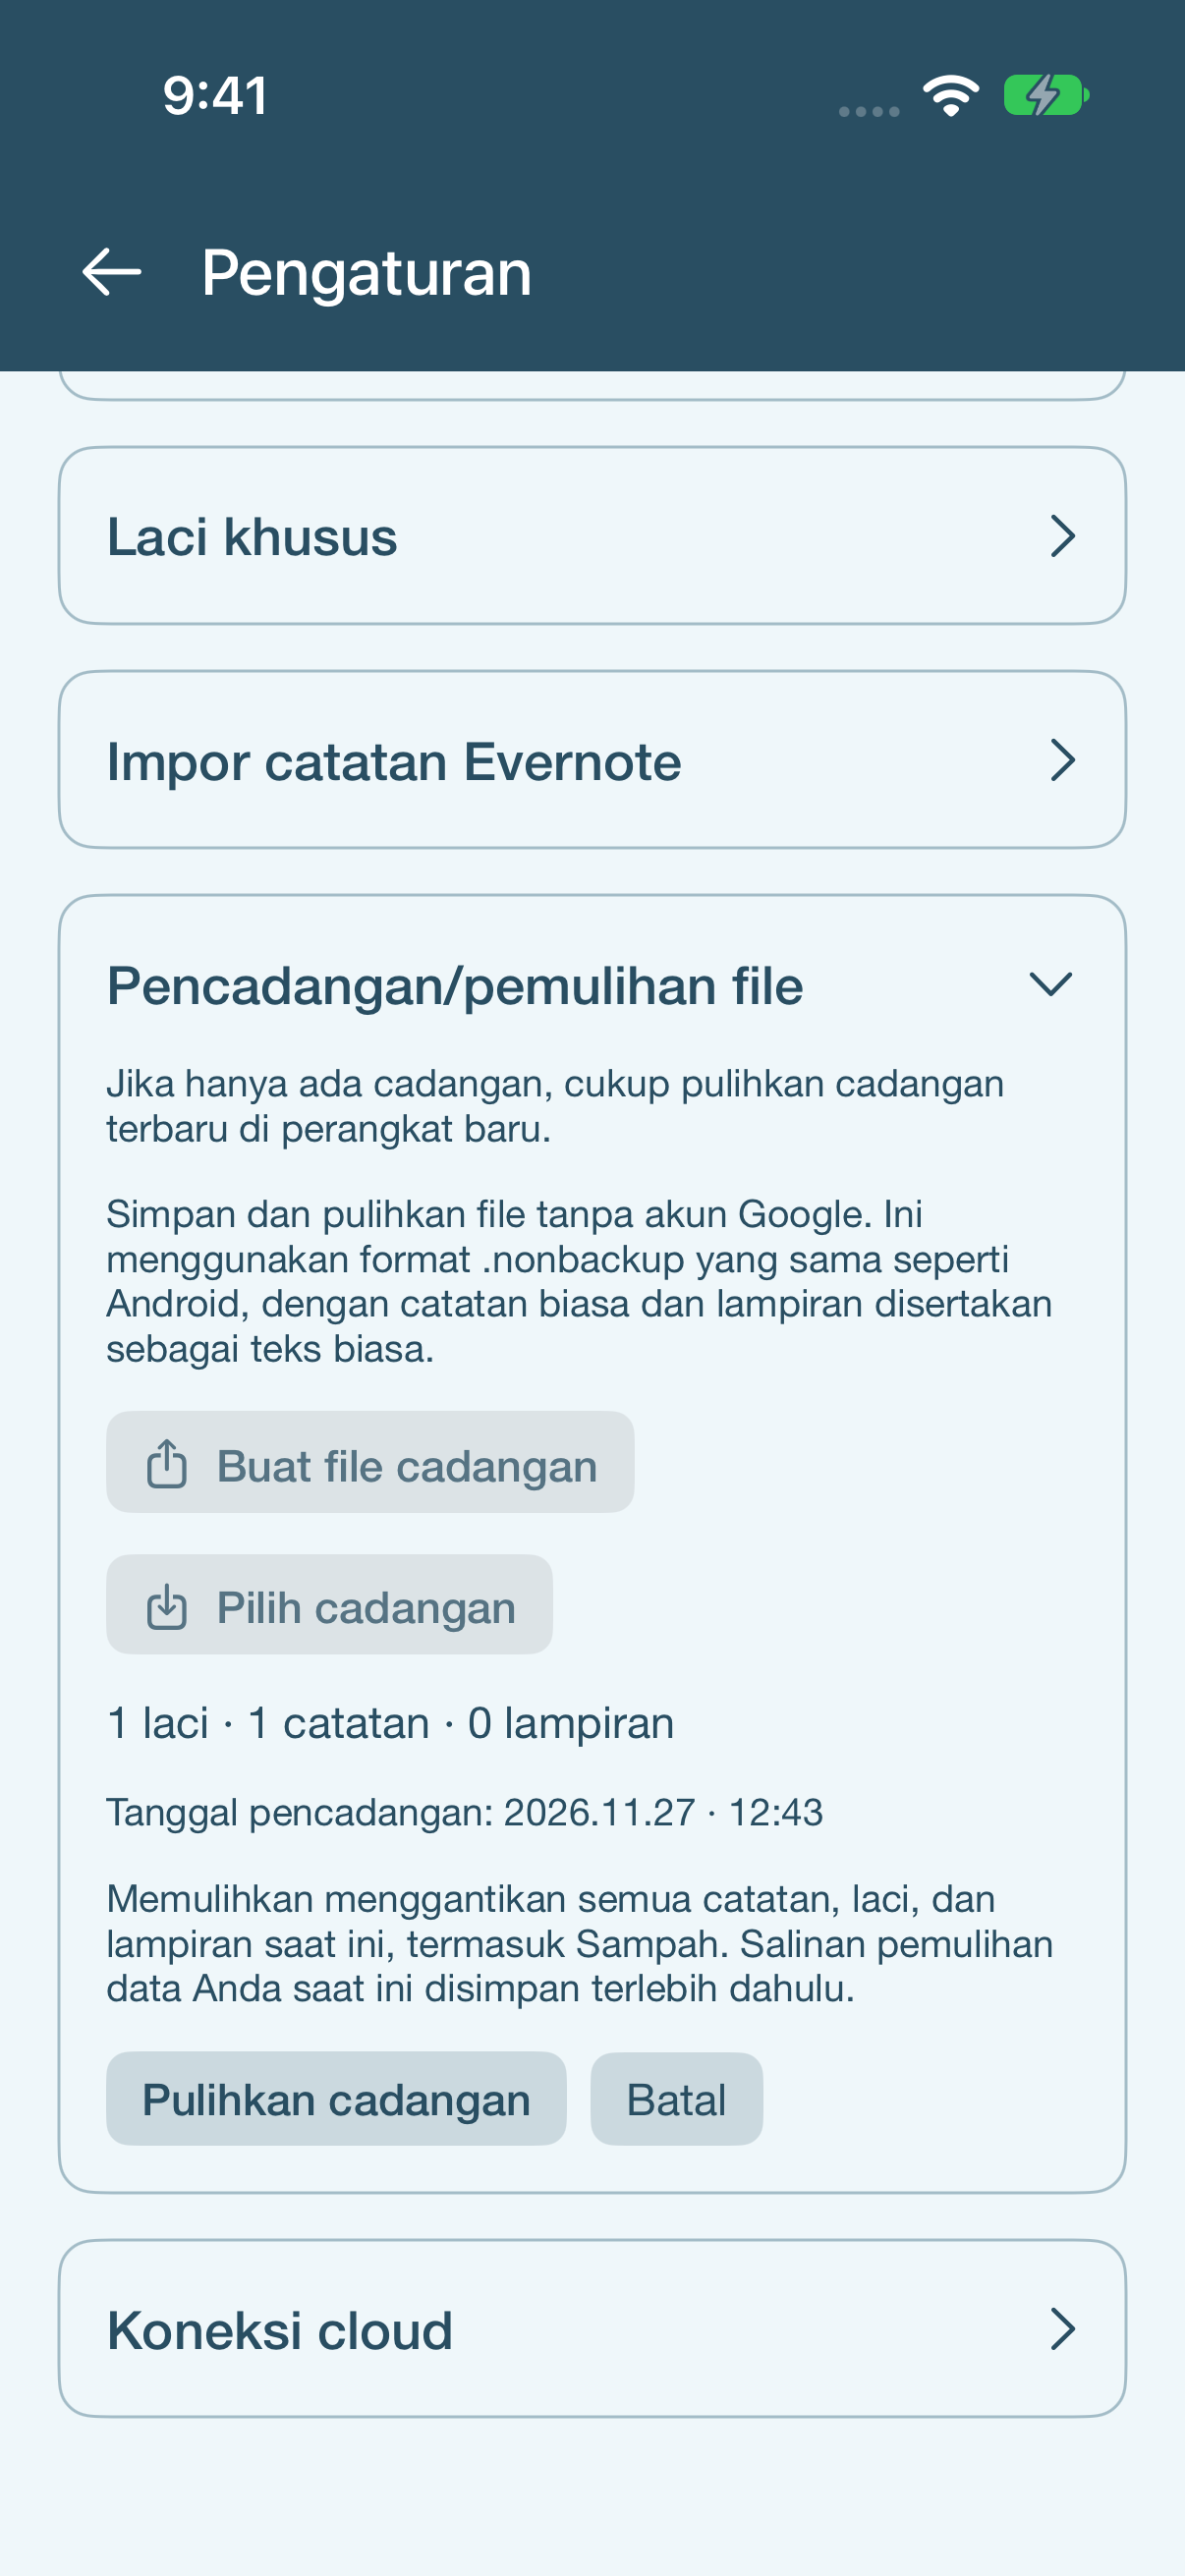 9:41
Pengaturan
Laci khusus
Impor catatan Evernote
Pencadangan/pemulihan file
Jika hanya ada cadangan, cukup pulihkan cadangan
terbaru di perangkat baru.
Simpan dan pulihkan file tanpa akun Google. Ini
menggunakan format .nonbackup yang sama seperti
Android, dengan catatan biasa dan lampiran disertakan
sebagai teks biasa.
Buat file cadangan
Pilih cadangan
1 laci · 1 catatan · 0 lampiran
Tanggal pencadangan: 2026.11.27 · 12:43
Memulihkan menggantikan semua catatan, laci, dan
lampiran saat ini, termasuk Sampah. Salinan pemulihan
data Anda saat ini disimpan terlebih dahulu.
Pulihkan cadangan
Batal
Koneksi cloud